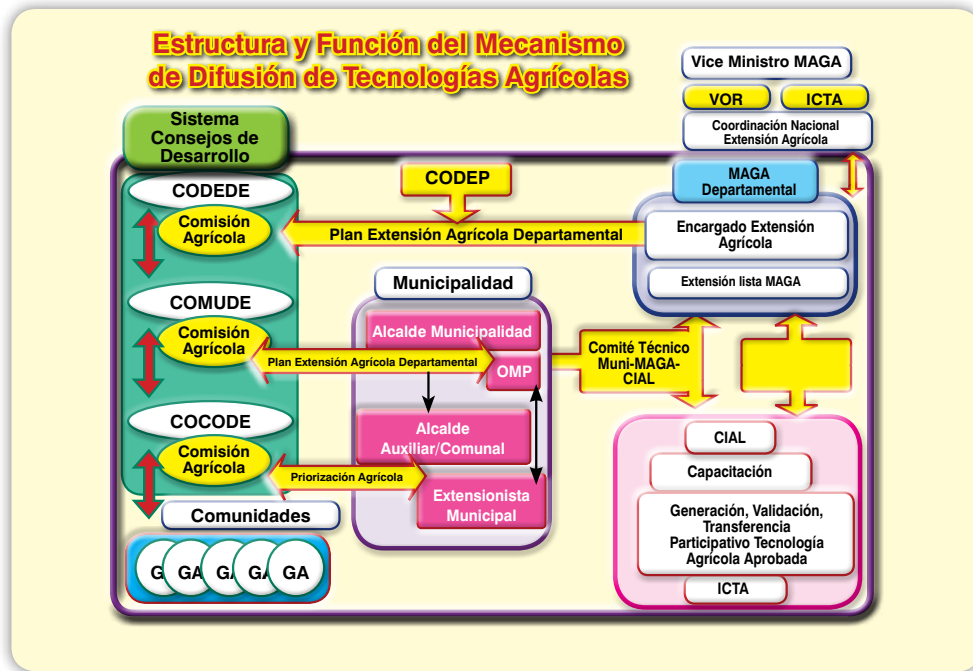 Estructura y Función del Mecanismo
de Difusión de Tecnologías Agrícolas
Vice Ministro MAGA
VOR
ICTA
Coordinación Nacional
Extensión Agrícola
Sistema
Consejos de
Desarrollo
CODEDE
Comisión
Agrícola
CODEP
Plan Extensión Agrícola Departamental
MAGA
Departamental
Encargado Extensión
Agrícola
Extensión lista MAGA
COMUDE
Comisión
Agrícola
Plan Extensión Agrícola Departamental
Municipalidad
Alcalde Municipalidad
OMP
Alcalde
Auxiliar/Comunal
Extensionista
Municipal
Comité Técnico
Muni-MAGA-
CIAL
COCODE
Comisión
Agrícola
Priorización Agrícola
Comunidades
GA GA GA GA GA
CIAL
Capacitación
Generación, Validación,
Transferencia
Participativo Tecnología
Agrícola Aprobada
ICTA